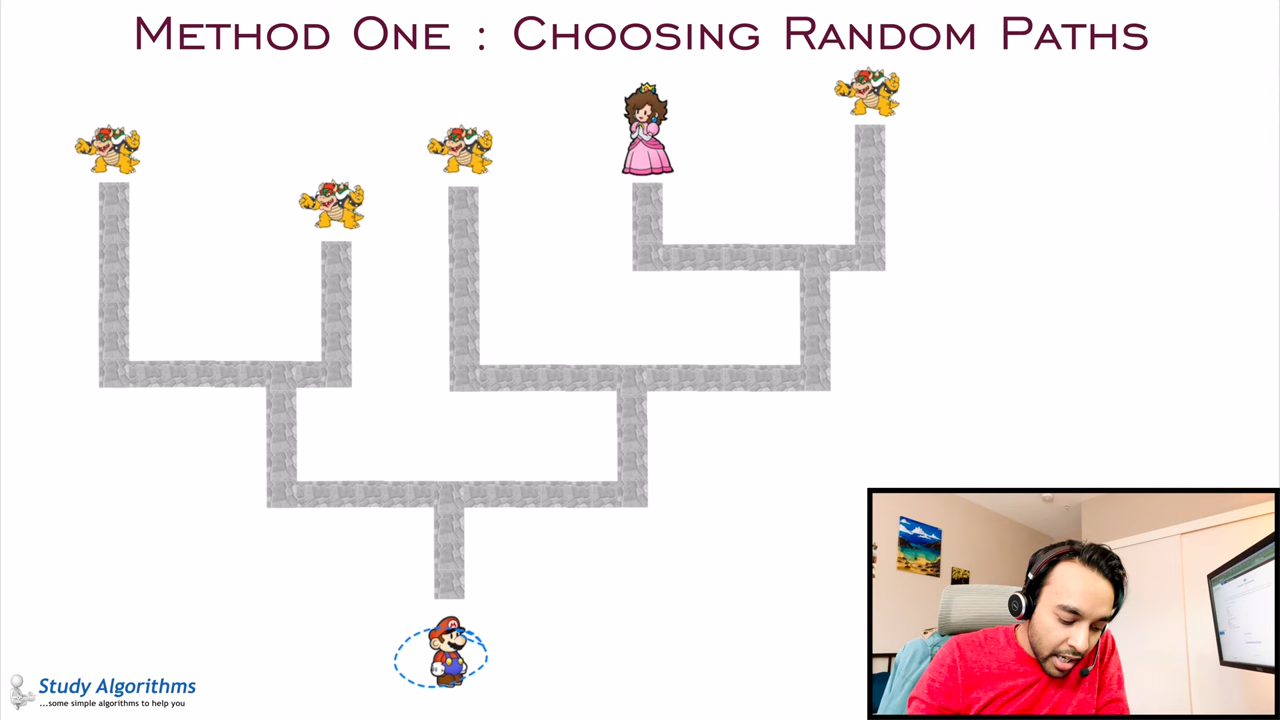 METHOD ONE : CHOOSING RANDOM PATHS
Study Algorithms
...some simple algorithms to help you